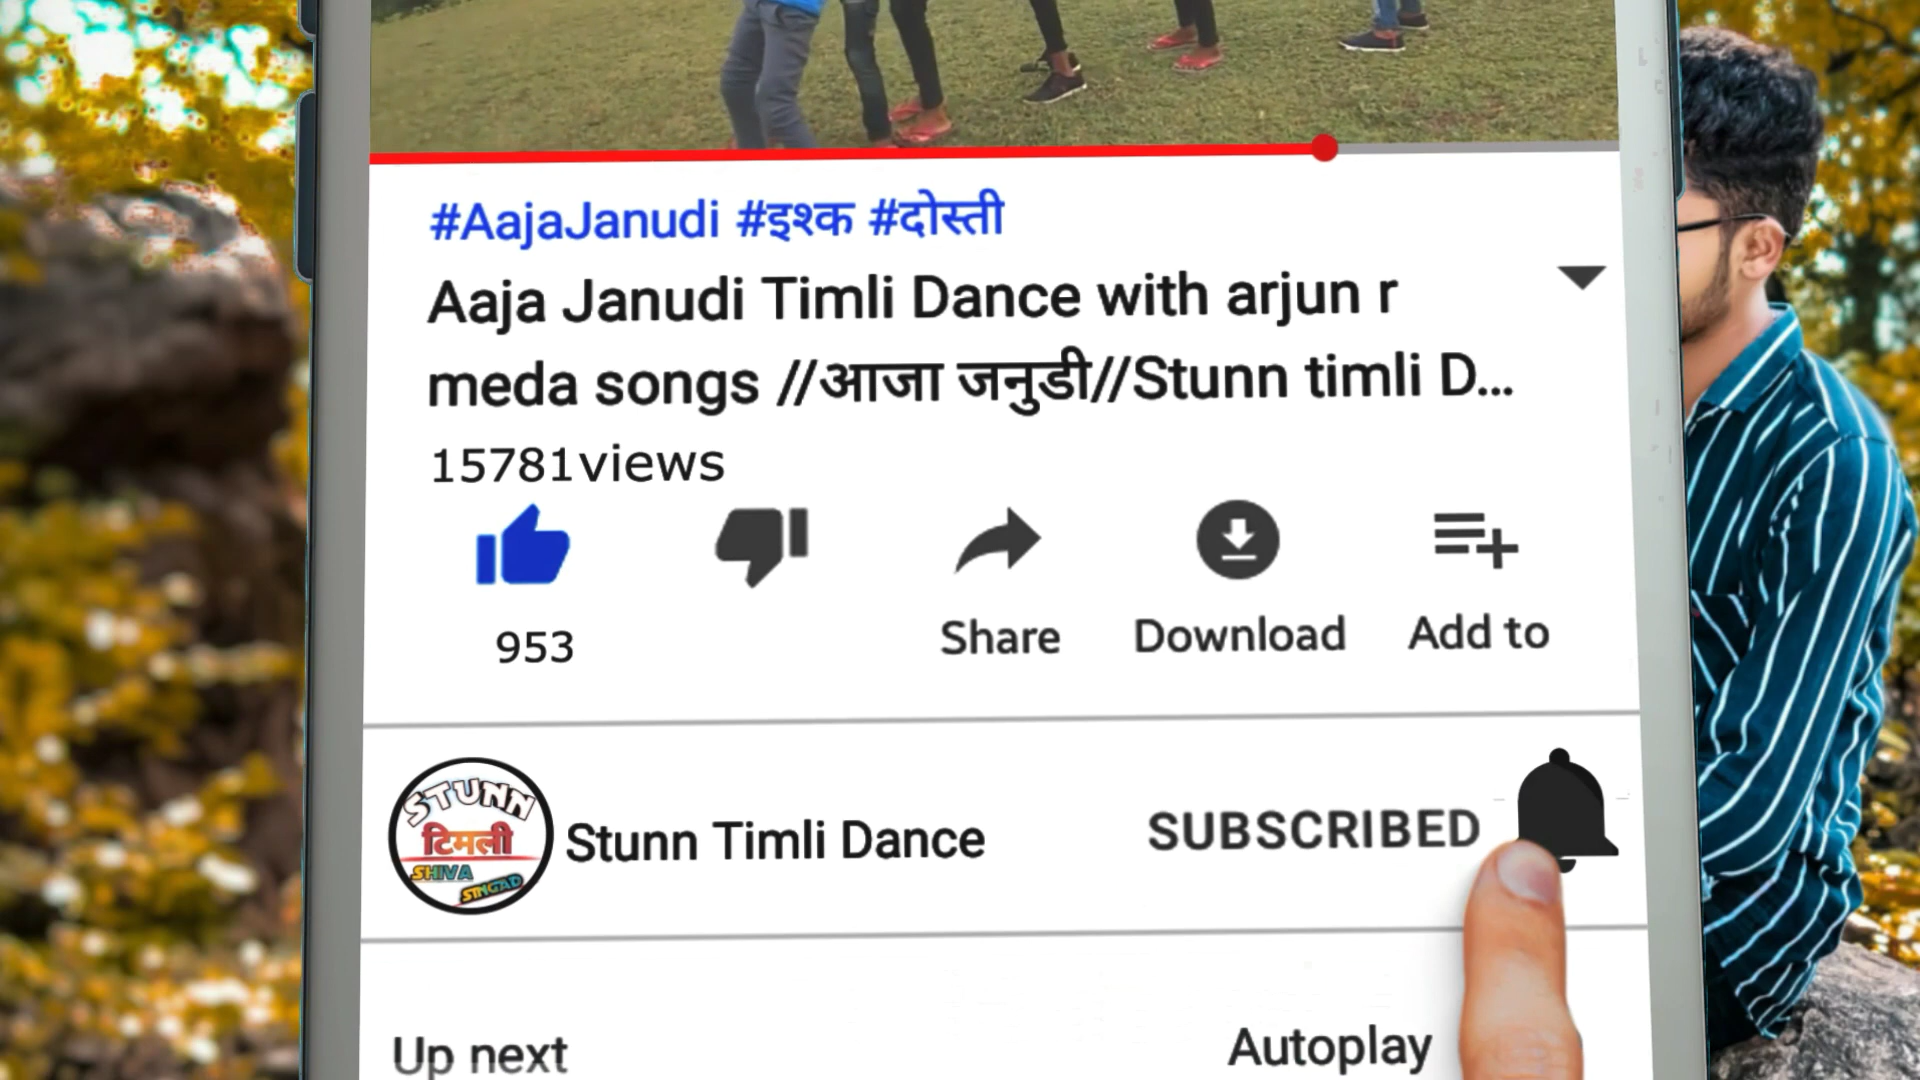 #AajaJanudi #इश्क #दोस्ती
Aaja Janudi Timli Dance with arjun r
meda songs //आजा जनुडी//Stunn timli D...
15781views
953
Share
Download
Add to
STUNN
टिमली
SHIVA
SINGAD
Stunn Timli Dance
SUBSCRIBED
Up next
Autoplay